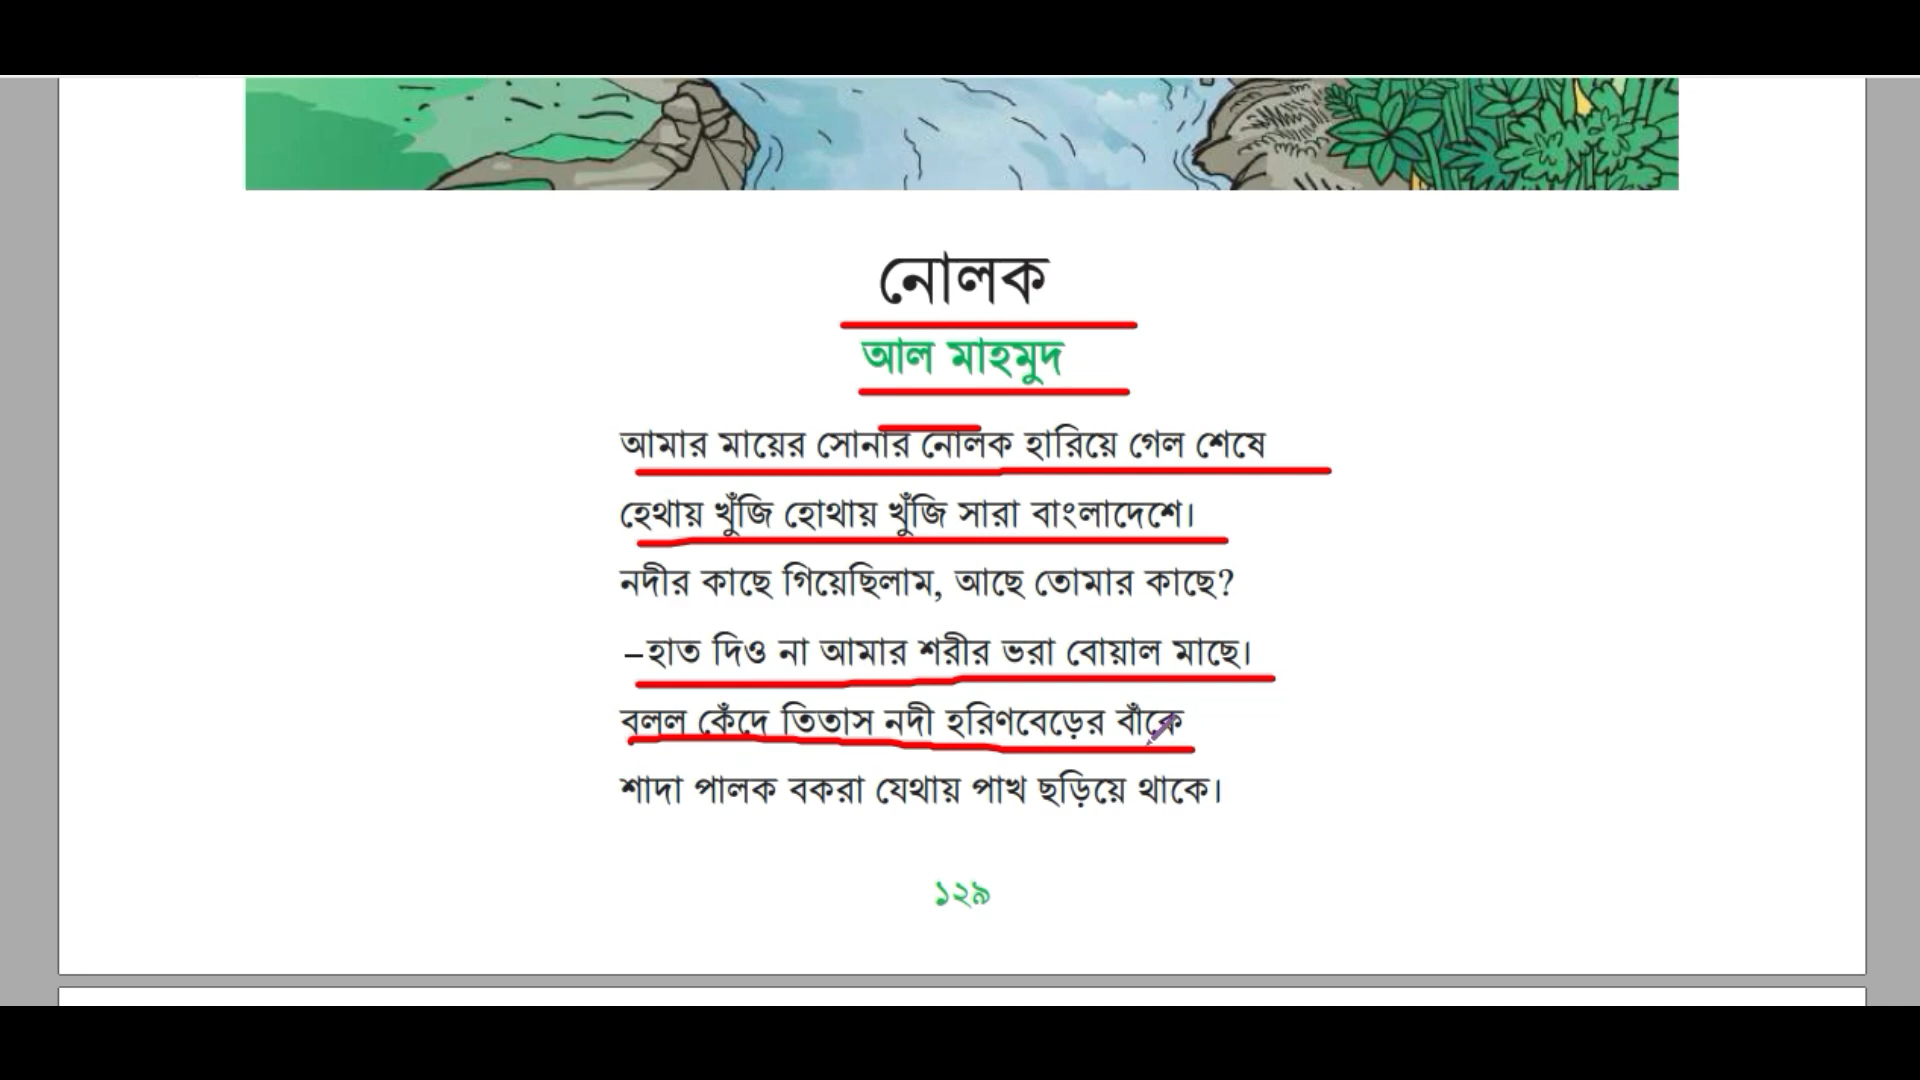 নোলক
আল মাহমুদ
আমার মায়ের সোনার নোলক হারিয়ে গেল শেষে
হেথায় খুঁজি হোথায় খুঁজি সারা বাংলাদেশে।
নদীর কাছে গিয়েছিলাম, আছে তোমার কাছে?
–হাত দিও না আমার শরীর ভরা বোয়াল মাছে।
বলল কেঁদে তিতাস নদী হরিণবেড়ের বাঁকে
শাদা পালক বকরা যেথায় পাখ ছড়িয়ে থাকে।
১২৯